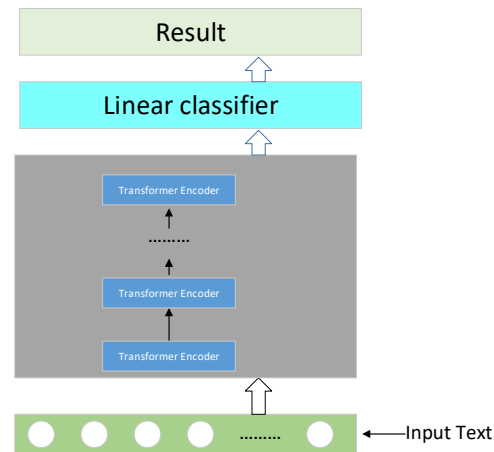 Result
Linear classifier
Transformer Encoder
………
Transformer Encoder
Transformer Encoder
………
Input Text